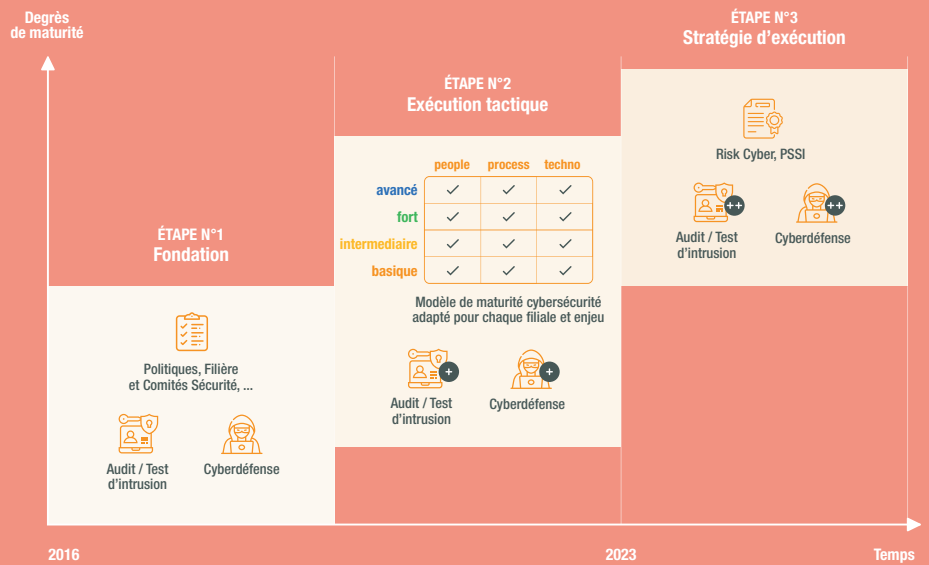 Degrès
de maturité
ÉTAPE N°1
Fondation
Politiques, Filière
et Comités Sécurité, ...
Audit / Test
d'intrusion
Cyberdéfense
ÉTAPE N°2
Exécution tactique
people process techno
avancé
fort
intermediaire
basique
Modèle de maturité cybersécurité
adapté pour chaque filiale et enjeu
+
+
Audit / Test
d'intrusion
Cyberdéfense
ÉTAPE N°3
Stratégie d'exécution
Risk Cyber, PSSI
++
++
Audit / Test
d'intrusion
Cyberdéfense
2016
2023
Temps